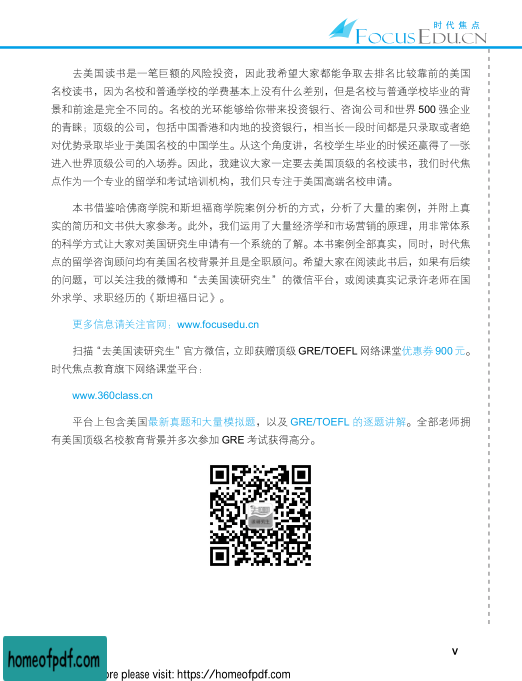 时代焦点
FOCUSEDU.CN
去美国读书是一笔巨额的风险投资，因此我希望大家都能争取去排名比较靠前的美国
名校读书，因为名校和普通学校的学费基本上没有什么差别，但是名校与普通学校毕业的背
景和前途是完全不同的。名校的光环能够给你带来投资银行、咨询公司和世界 500 强企业
的青睐；顶级的公司，包括中国香港和内地的投资银行，相当长一段时间都是只录取或者绝
对优势录取毕业于美国名校的中国学生。从这个角度讲，名校学生毕业的时候还赢得了一张
进入世界顶级公司的入场券。因此，我建议大家一定要去美国顶级的名校读书，我们时代焦
点作为一个专业的留学和考试培训机构，我们只专注于美国高端名校申请。
本书借鉴哈佛商学院和斯坦福商学院案例分析的方式，分析了大量的案例，并附上真
实的简历和文书供大家参考。此外，我们运用了大量经济学和市场营销的原理，用非常体系
的科学方式让大家对美国研究生申请有一个系统的了解。本书案例全部真实，同时，时代焦
点的留学咨询顾问均有美国名校背景并且是全职顾问。希望大家在阅读此书后，如果有后续
的问题，可以关注我的微博和“去美国读研究生”的微信平台，或阅读真实记录许老师在国
外求学、求职经历的《斯坦福日记》。
更多信息请关注官网：www.focusedu.cn
扫描“去美国读研究生”官方微信，立即获赠顶级 GRE/TOEFL 网络课堂优惠券 900 元。
时代焦点教育旗下网络课堂平台：
www.360class.cn
平台上包含美国最新真题和大量模拟题，以及 GRE/TOEFL 的逐题讲解。全部老师拥
有美国顶级名校教育背景并多次参加 GRE 考试获得高分。
V
homeofpdf.com
ore please visit: https://homeofpdf.com